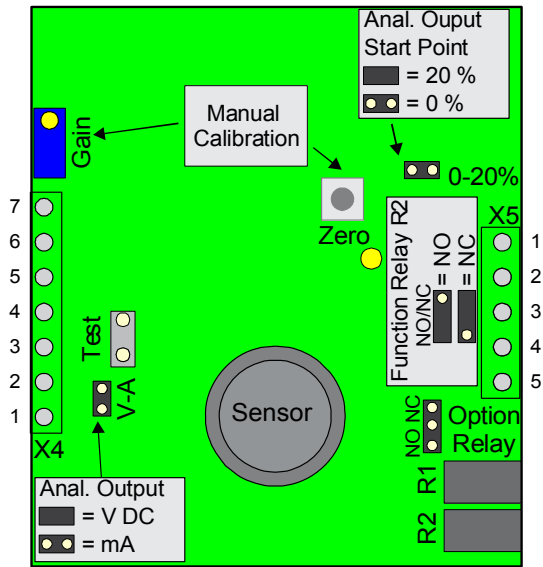 Anal. Ouput
Start Point
= 20 %
= 0 %
Manual
Calibration
Gain
0-20%
Zero
X5
7
6
5
4
3
2
1
X4
1
2
3
4
5
Function Relay R2
NO/NC
= NO
= NC
Test
V-A
Sensor
NO NC
Option
Relay
R1
R2
Anal. Output
= V DC
= mA